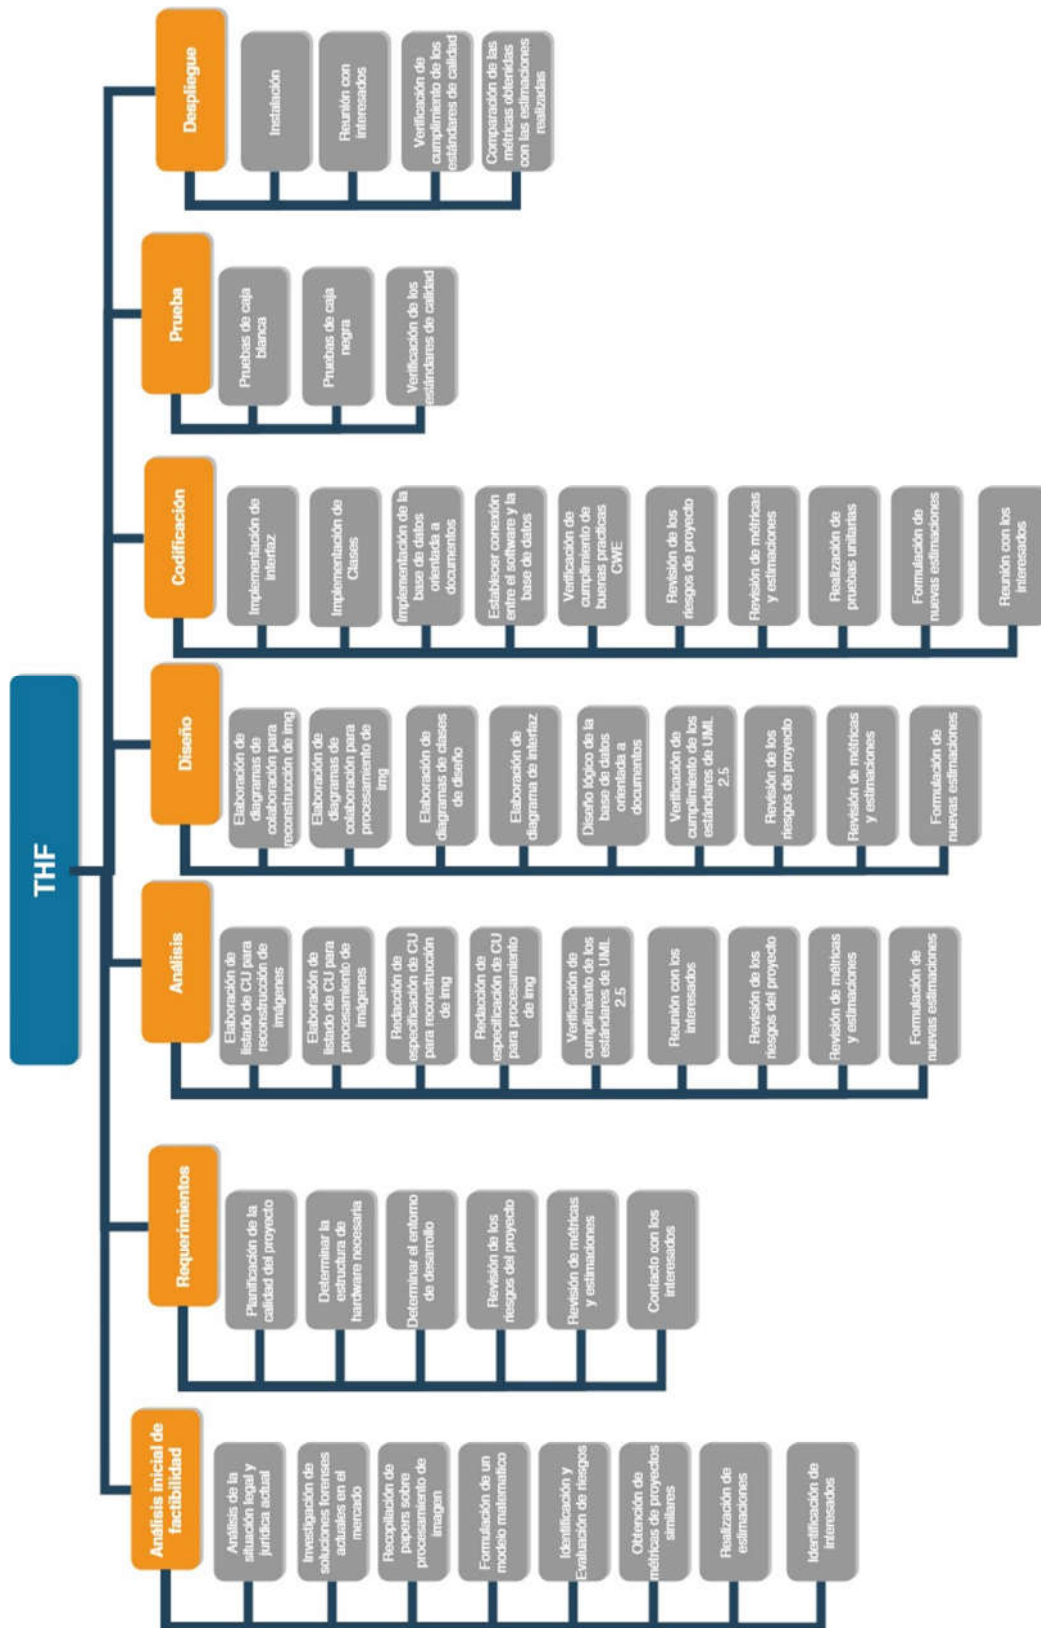 THF
Análisis inicial de
factibilidad
Análisis de la
situación legal y
jurídica actual
Investigación de
soluciones forenses
actuales en el
mercado
Recopilación de
papers sobre
procesamiento de
imagen
Formulación de un
modelo matematico
Identificación y
Evaluación de riesgos
Obtención de
métricas de proyectos
similares
Realización de
estimaciones
Identificación de
Interesados
Requerimientos
Planificación de la
calidad del proyecto
Determinar la
estructura de
hardware necesaria
Determinar el entorno
de desarrollo
Revisión de los
riesgos del proyecto
Revisión de métricas
y estimaciones
Contacto con los
interesados
Análisis
Elaboración de
listado de CU para
reconstrucción de
imágenes
Elaboración de
listado de CU para
procesamiento de
imágenes
Redacción de
especificación de CU
para reconstrucción
de img
Redacción de
especificación de CU
para procesamiento
de img
Verificación de
cumplimiento de los
estándares de UML
2.5
Reunión con los
interesados
Revisión de los
riesgos del proyecto
Revisión de métricas
y estimaciones
Formulación de
nuevas estimaciones
Diseño
Elaboración de
diagramas de
colaboración para
reconstrucción de img
Elaboración de
diagramas de
colaboración para
procesamiento de
img
Elaboración de
diagramas de clases
de diseño
Elaboración de
diagrama de interfaz
Diseño lógico de la
base de datos
orientada a
documentos
Verificación de
cumplimiento de los
estándares de UML
2.5
Revisión de los
riesgos de proyecto
Revisión de métricas
y estimaciones
Formulación de
nuevas estimaciones
Codificación
Implementación de
interfaz
Implementación de
Clases
Implementación de la
base de datos
orientada a
documentos
Establecer conexión
entre el software y la
base de datos
Verificación de
cumplimiento de
buenas practicas
CWE
Revisión de los
riesgos de proyecto
Revisión de métricas
y estimaciones
Realización de
pruebas unitarias
Formulación de
nuevas estimaciones
Reunión con los
interesados
Prueba
Pruebas de caja
blanca
Pruebas de caja
negra
Verificación de los
estándares de calidad
Despliegue
Instalación
Reunión con
interesados
Verificación de
cumplimiento de los
estándares de calidad
Comparación de las
métricas obtenidas
con las estimaciones
realizadas